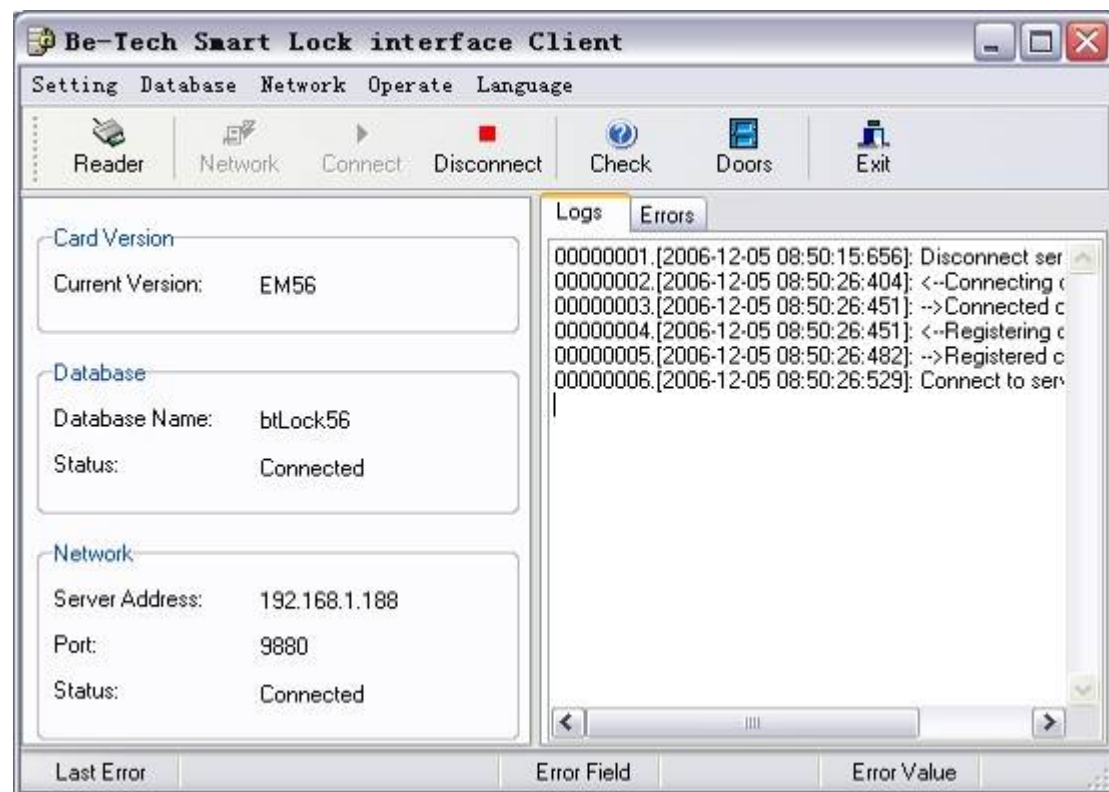 Be-Tech Smart Lock interface Client
Setting Database Network Operate Language
Reader Network Connect Disconnect Check Doors Exit
Card Version
Current Version: EM56
Database
Database Name: btLock56
Status: Connected
Network
Server Address: 192.168.1.188
Port: 9880
Status: Connected
Logs Errors
00000001.[2006-12-05 08:50:15:656]: Disconnect ser
00000002.[2006-12-05 08:50:26:404]: <--Connecting
00000003.[2006-12-05 08:50:26:451]: -->Connected
00000004.[2006-12-05 08:50:26:451]: <--Registering
00000005.[2006-12-05 08:50:26:482]: -->Registered
00000006.[2006-12-05 08:50:26:529]: Connect to ser
Last Error Error Field Error Value